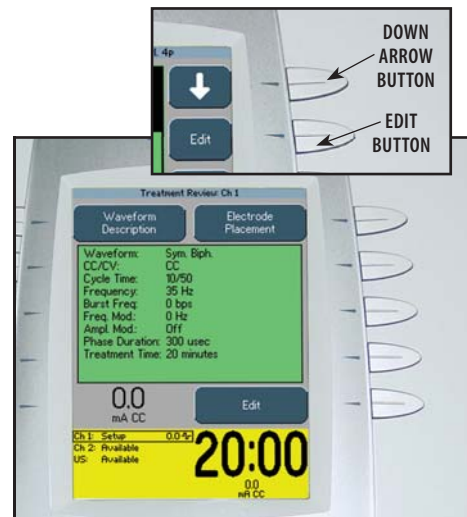 DOWN
ARROW
BUTTON
EDIT
BUTTON
4p
Edit
Treatment Review: Ch 1
Waveform
Description
Electrode
Placement
Waveform: Sym. Biph.
CC/CV: CC
Cycle Time: 10/50
Frequency: 35 Hz
Burst Freq: 0 bps
Freq. Mod.: 0 Hz
Ampl. Mod.: Off
Phase Duration: 300 usec
Treatment Time: 20 minutes
0.0
mA CC
Edit
Ch 1: Setup 0.0
Ch 2: Available
US: Available
20:00
0.0
mA CC